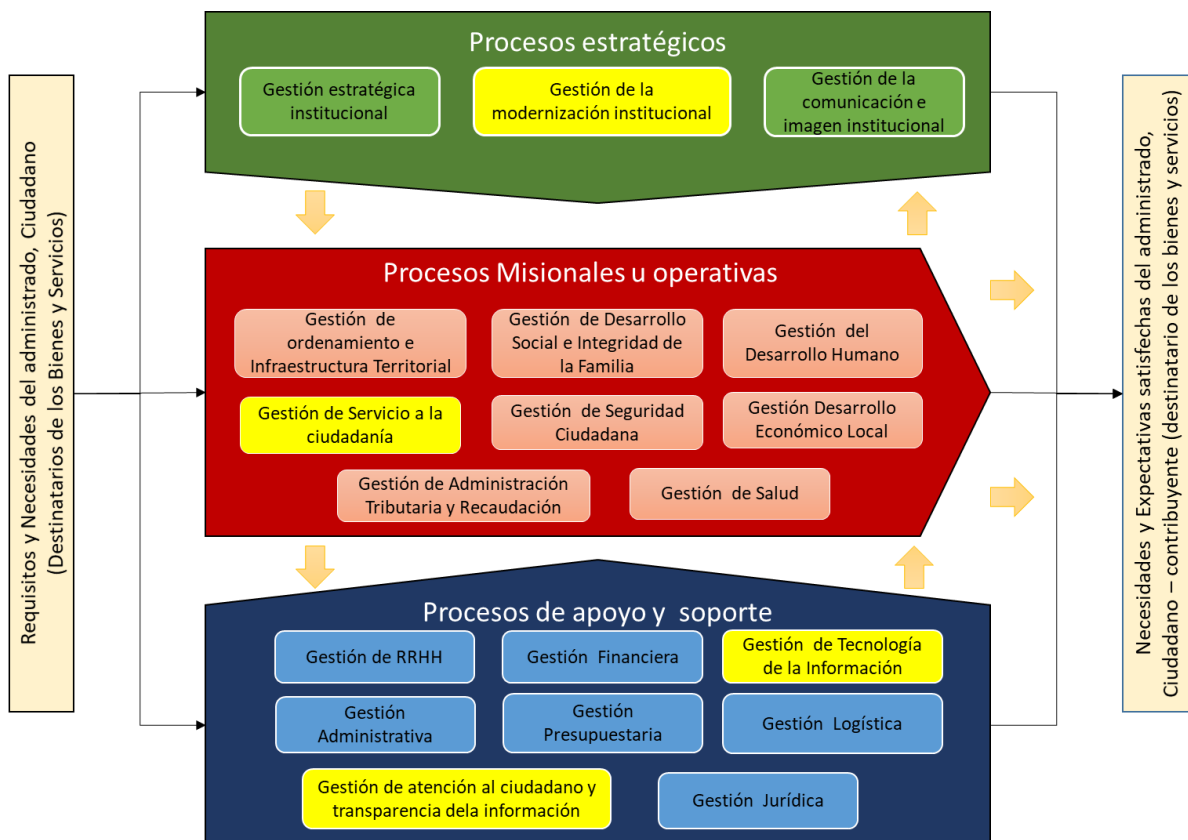 Requisitos y Necesidades del administrado, Ciudadano
(Destinatarios de los Bienes y Servicios)
Procesos estratégicos
Gestión estratégica
institucional
Gestión de la
modernización institucional
Gestión de la
comunicación e
imagen institucional
Procesos Misionales u operativas
Gestión de
ordenamiento e
Infraestructura Territorial
Gestión de Desarrollo
Social e Integridad de
la Familia
Gestión del
Desarrollo Humano
Gestión de Servicio a la
ciudadanía
Gestión de Seguridad
Ciudadana
Gestión Desarrollo
Económico Local
Gestión de Administración
Tributaria y Recaudación
Gestión de Salud
Procesos de apoyo y soporte
Gestión de RRHH
Gestión Financiera
Gestión de Tecnología
de la Información
Gestión
Administrativa
Gestión
Presupuestaria
Gestión Logística
Gestión de atención al ciudadano y
transparencia dela información
Gestión Jurídica
Necesidades y Expectativas satisfechas del administrado,
Ciudadano – contribuyente (destinatario de los bienes y servicios)